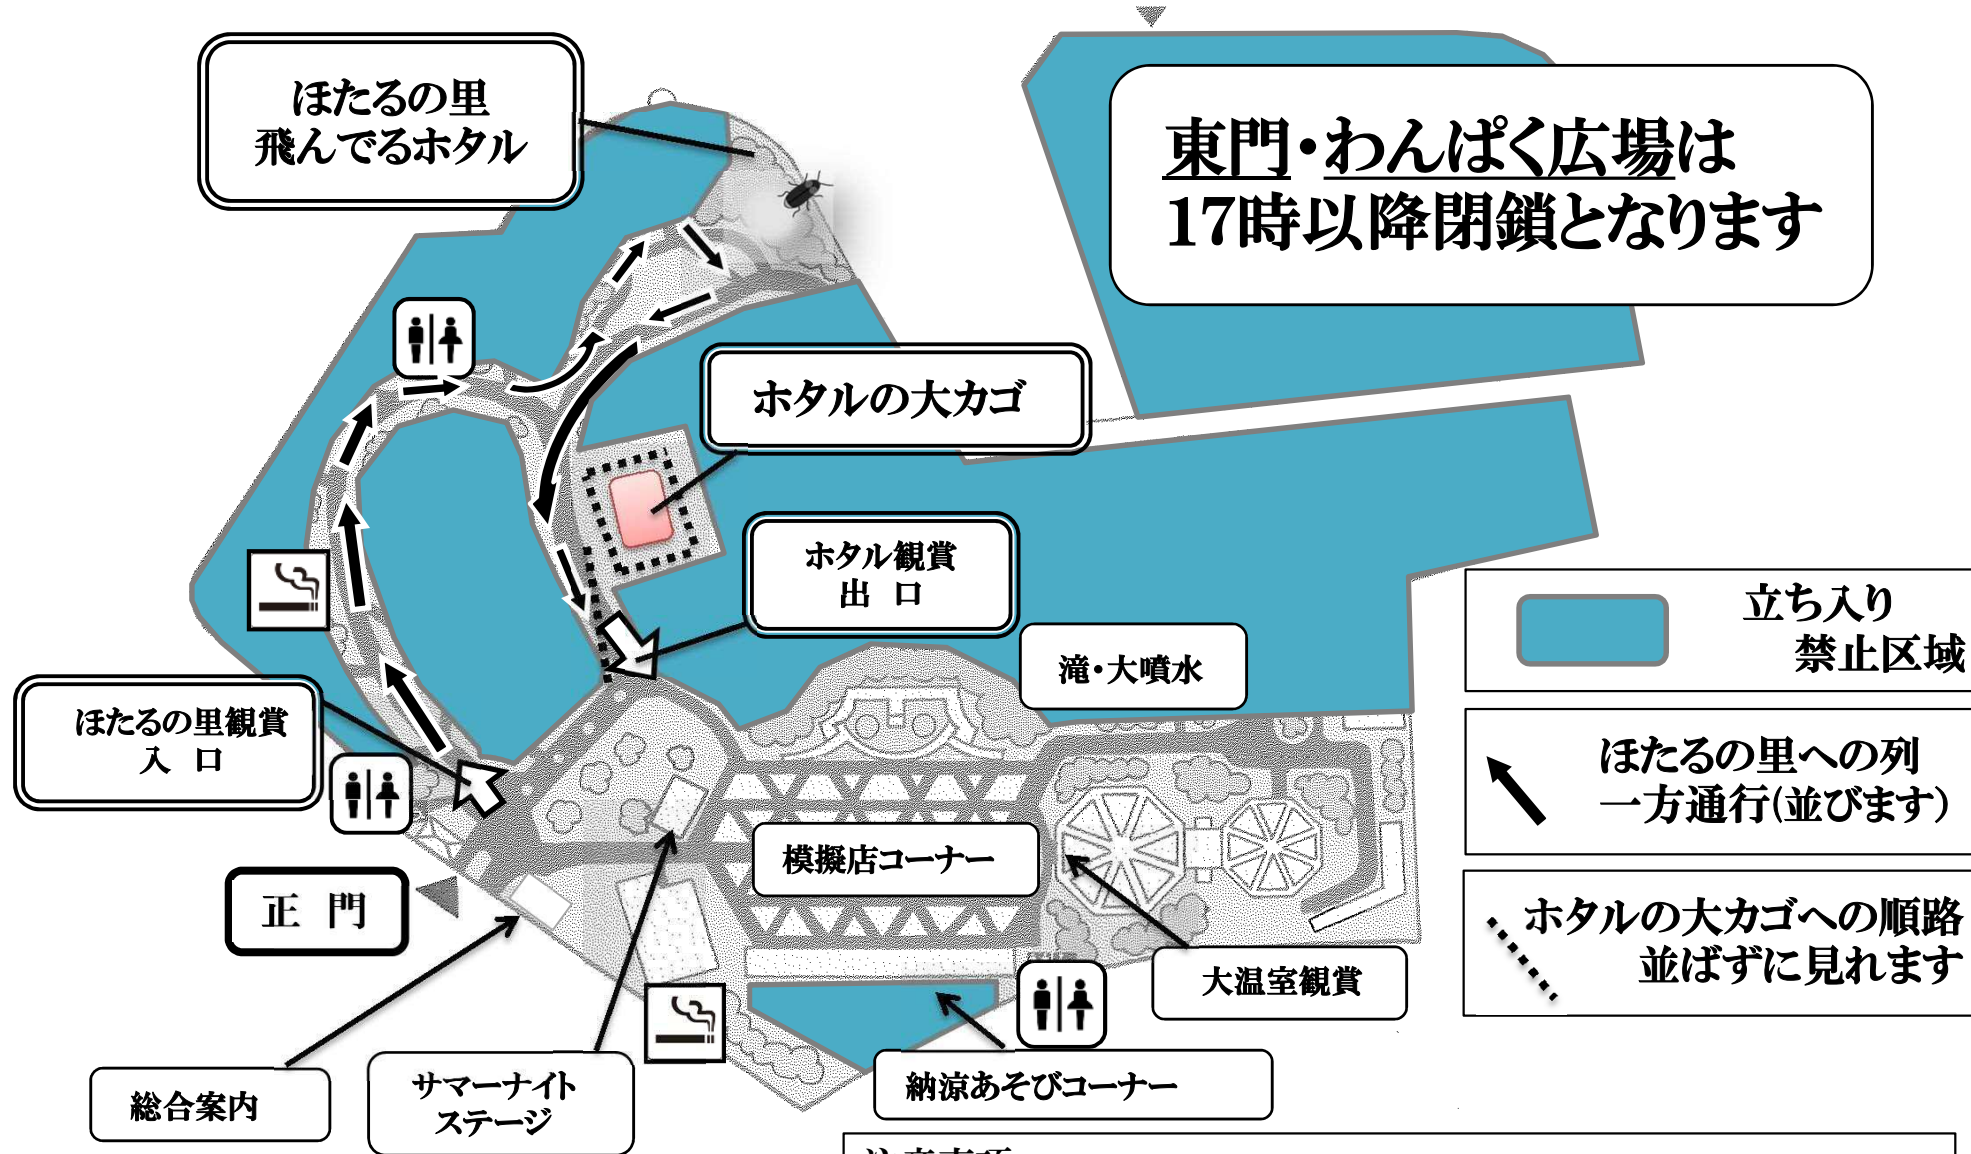 ほたるの里
飛んでるホタル
東門・わんぱく広場は
17時以降閉鎖となります
ホタルの大カゴ
ホタル観賞
出 口
滝・大噴水
立ち入り
禁止区域
ほたるの里観賞
入 口
ほたるの里への列
一方通行(並びます)
模擬店コーナー
正 門
ホタルの大カゴへの順路
並ばずに見れます
大温室観賞
総合案内
サマーナイト
ステージ
納涼あそびコーナー